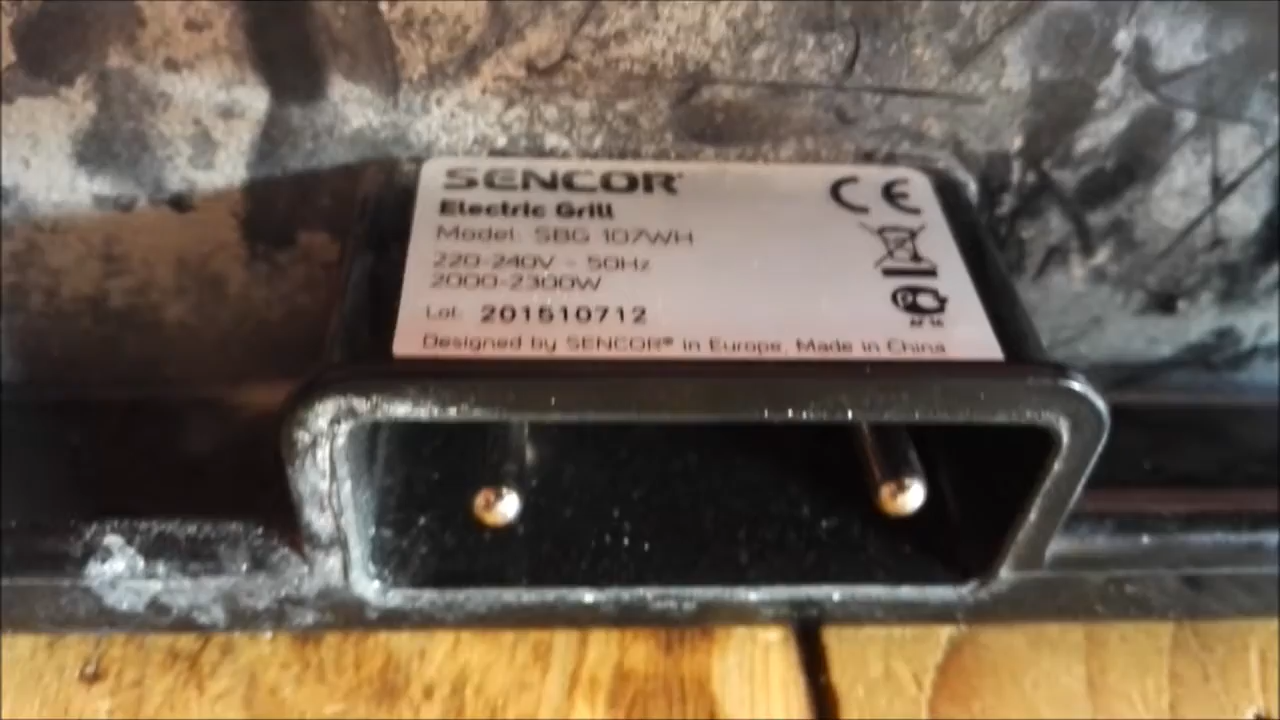 SENCOR
CE
Electric Grill
Model: SBG 107WH
220-240V ~ 50Hz
2000-2300W
Lot: 201510712
Designed by SENCOR® in Europe, Made in China